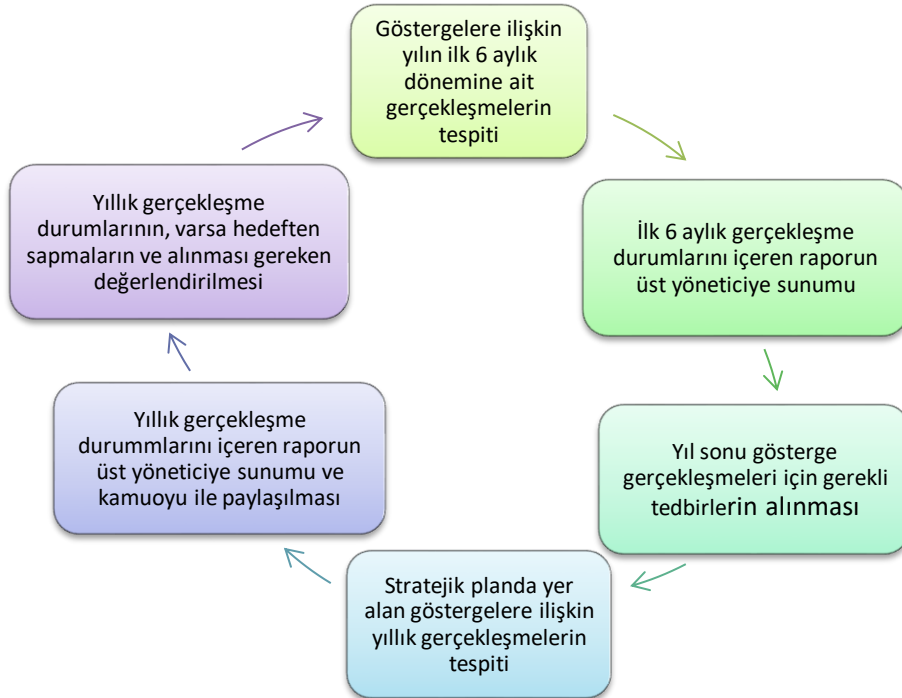 Göstergelere ilişkin
yılın ilk 6 aylık
dönemine ait
gerçekleşmelerin
tespiti
İlk 6 aylık gerçekleşme
durumlarını içeren raporun
üst yöneticiye sunumu
Yıl sonu gösterge
gerçekleşmeleri için gerekli
tedbirlerin alınması
Stratejik planda yer
alan göstergelere ilişkin
yıllık gerçekleşmelerin
tespiti
Yıllık gerçekleşme
durummlarını içeren raporun
üst yöneticiye sunumu ve
kamuoyu ile paylaşılması
Yıllık gerçekleşme
durumlarının, varsa hedeften
sapmaların ve alınması gereken
değerlendirilmesi